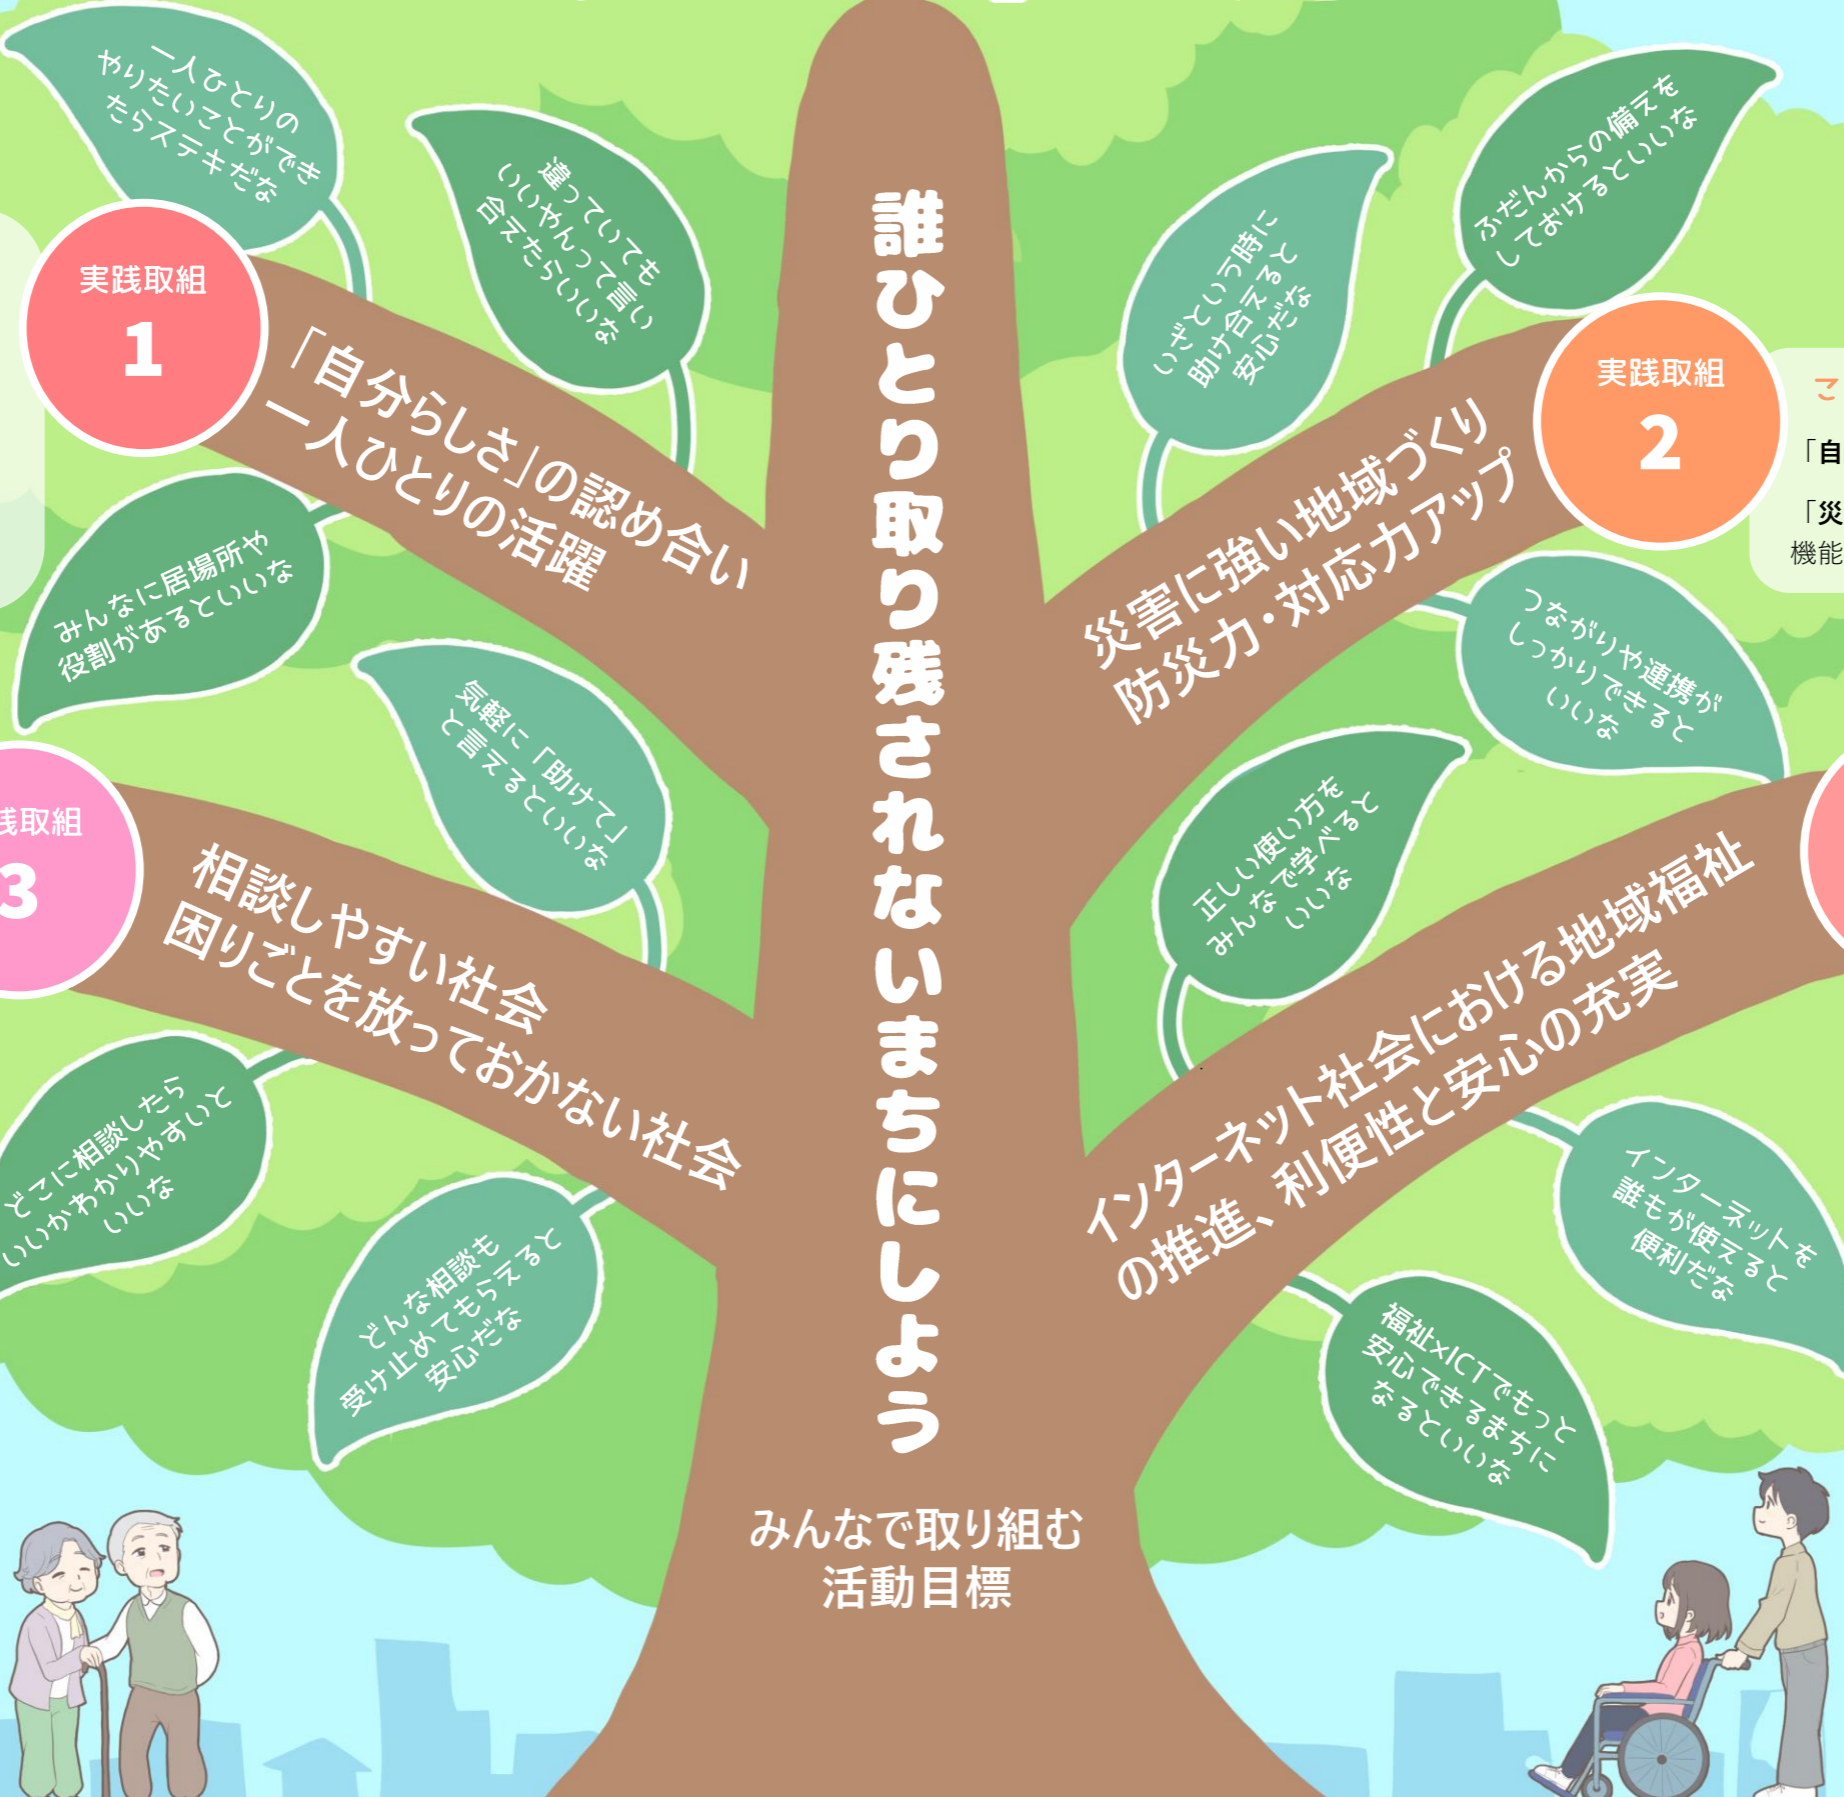 誰ひとり取り残されないまちにしよう
みんなで取り組む
活動目標
実践取組
1
「自分らしさ」の認め合い
一人ひとりの活躍
一人ひとりの
やりたいことができ
たらステキだな
違っていても
いいやんって言い
合えたらいいな
みんなに居場所や
役割があるといいな
実践取組
2
災害に強い地域づくり
防災力・対応力アップ
いざという時に
助け合えると
安心だな
ふだんからの備えを
しておけるといいな
つながりや連携が
しっかりできると
いいな
「自
「災
機能
取組
3
相談しやすい社会
困りごとを放っておかない社会
気軽に「助けて」
と言えるといいな
どこに相談したら
いいかわかりやすいと
いいな
どんな相談も
受け止めてもらえると
安心だな
インターネット社会における地域福祉
の推進、利便性と安心の充実
正しい使い方を
みんなで学べると
いいな
インターネットを
誰もが使えると
便利だな
福祉×ICTでもっと
安心できるまちに
なるといいな